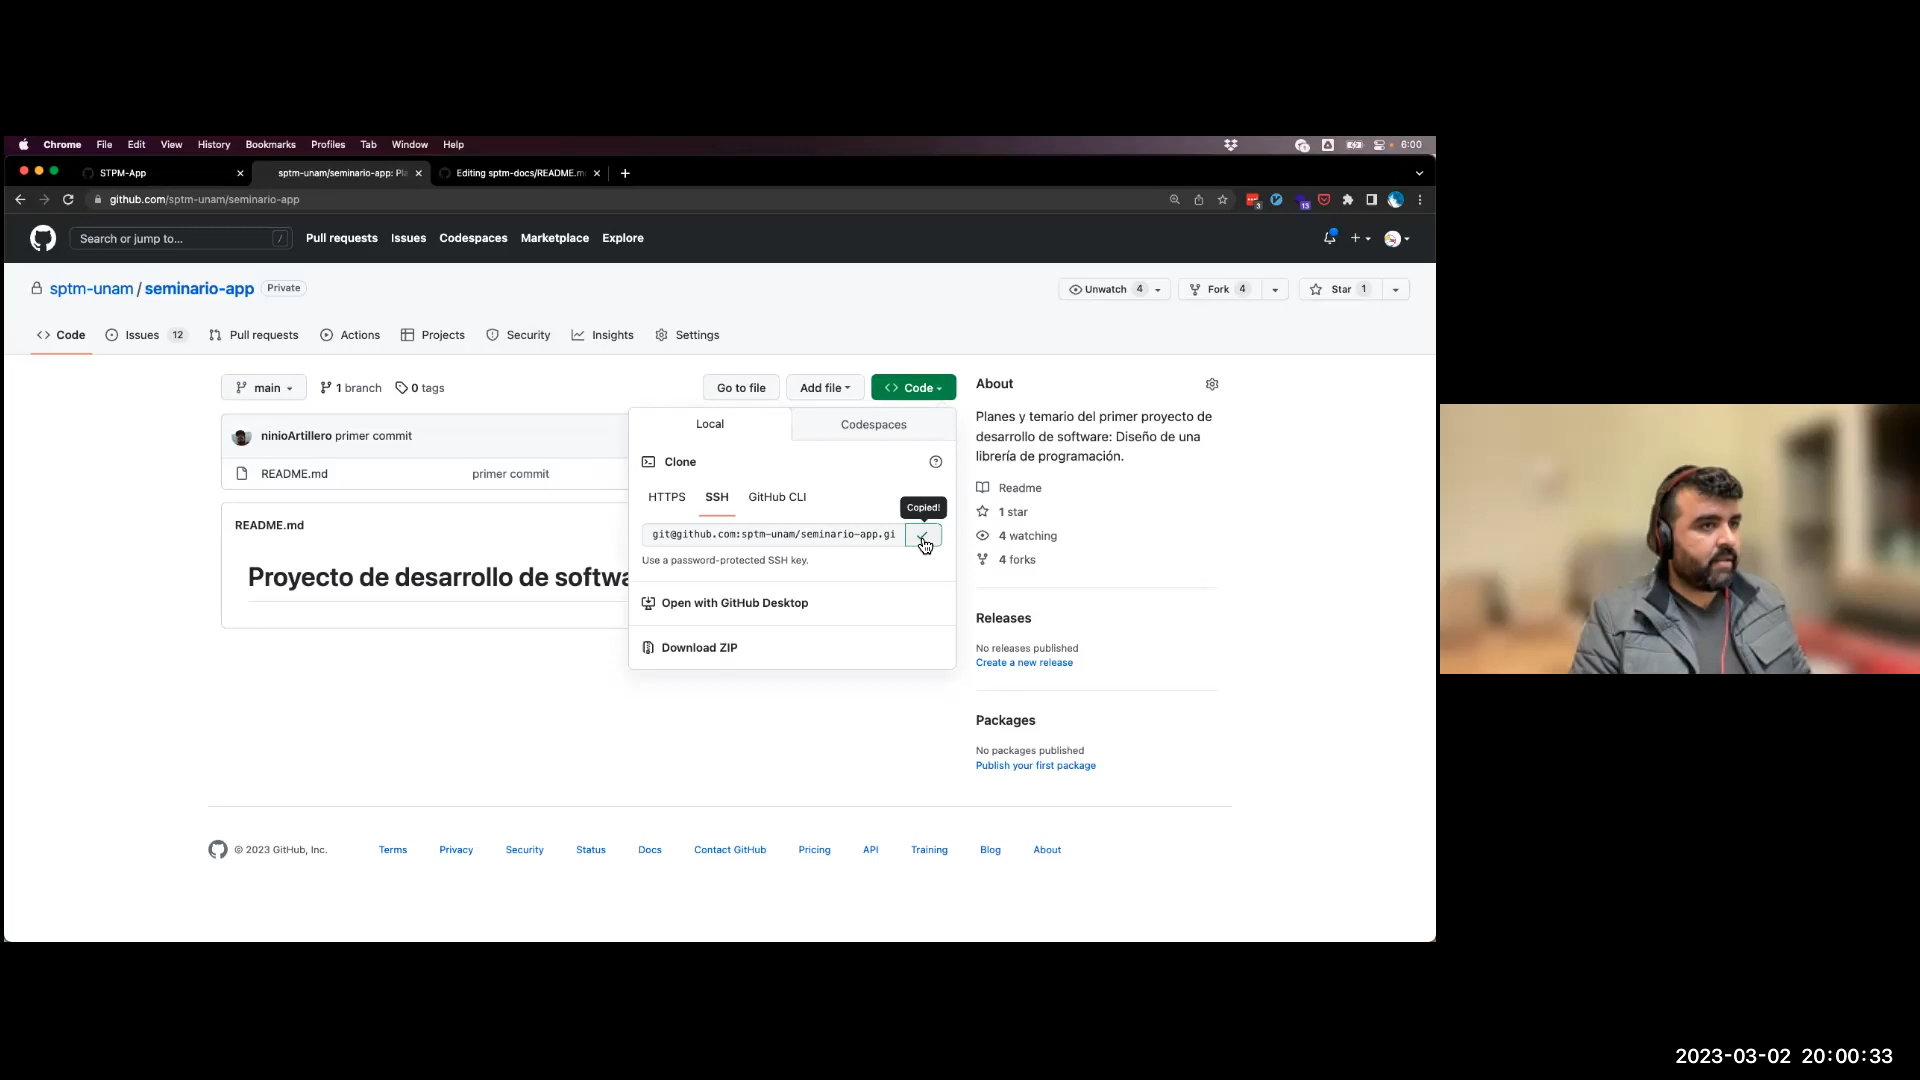 Chrome File Edit View History Bookmarks Profiles Tab Window Help 6:00
STPM-App sptm-unam/seminario-app: Pl Editing sptm-docs/README.m
github.com/sptm-unam/seminario-app 3 13
Search or jump to... / Pull requests Issues Codespaces Marketplace Explore
sptm-unam / seminario-app Private Unwatch 4 Fork 4 Star 1
Code Issues 12 Pull requests Actions Projects Security Insights Settings
main 1 branch 0 tags Go to file Add file Code
Local Codespaces
ninioArtillero primer commit
README.md primer commit
Clone
HTTPS SSH GitHub CLI
Copied!
git@github.com:sptm-unam/seminario-app.gi
Use a password-protected SSH key.
Open with GitHub Desktop
Download ZIP
README.md
Proyecto de desarrollo de softwa
About
Planes y temario del primer proyecto de
desarrollo de software: Diseño de una
librería de programación.
Readme
1 star
4 watching
4 forks
Releases
No releases published
Create a new release
Packages
No packages published
Publish your first package
© 2023 GitHub, Inc. Terms Privacy Security Status Docs Contact GitHub Pricing API Training Blog About
2023-03-02 20:00:33